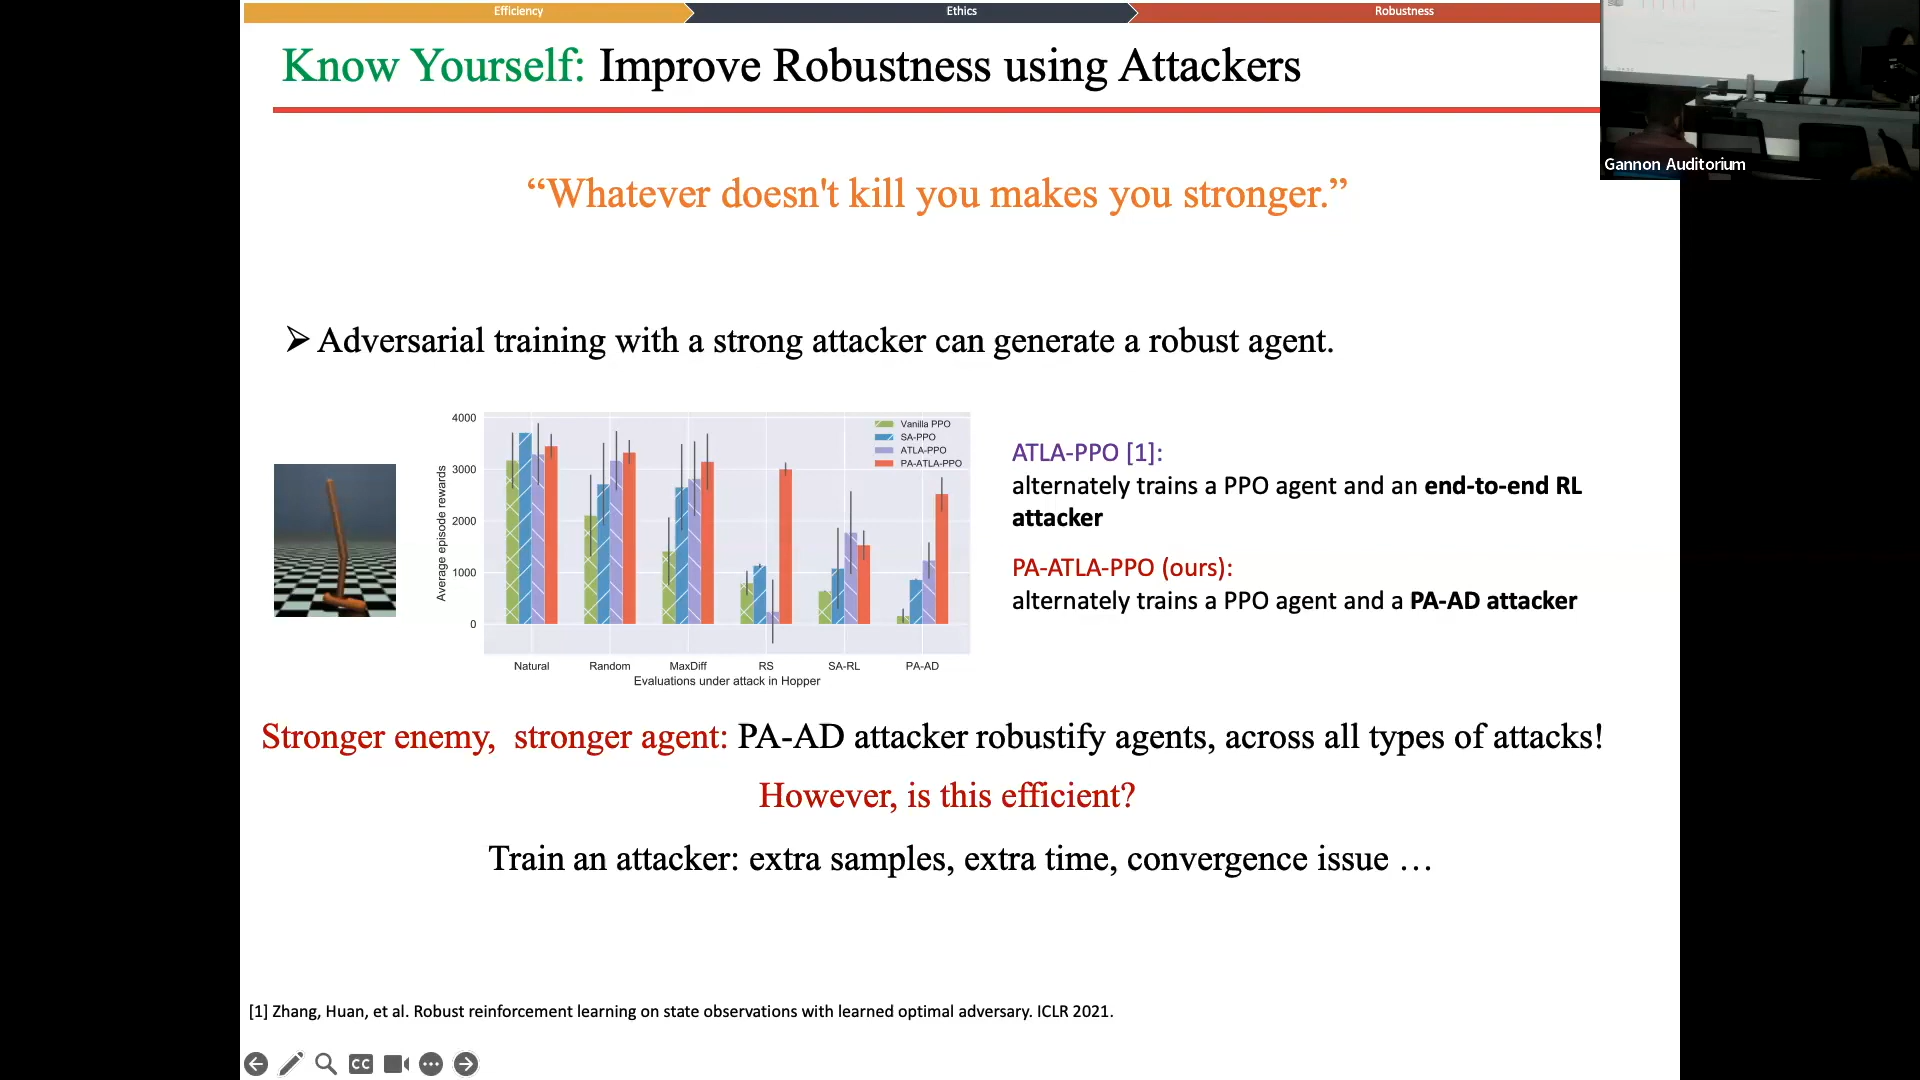 Efficiency
Ethics
Robustness
Know Yourself: Improve Robustness using Attackers
Gannon Auditorium
“Whatever doesn't kill you makes you stronger.”
➢ Adversarial training with a strong attacker can generate a robust agent.
4000
3000
2000
1000
0
Average episode rewards
Vanilla PPO
SA-PPO
ATLA-PPO
PA-ATLA-PPO
Natural
Random
MaxDiff
RS
SA-RL
PA-AD
Evaluations under attack in Hopper
ATLA-PPO [1]:
alternately trains a PPO agent and an end-to-end RL
attacker
PA-ATLA-PPO (ours):
alternately trains a PPO agent and a PA-AD attacker
Stronger enemy, stronger agent: PA-AD attacker robustify agents, across all types of attacks!
However, is this efficient?
Train an attacker: extra samples, extra time, convergence issue …
[1] Zhang, Huan, et al. Robust reinforcement learning on state observations with learned optimal adversary. ICLR 2021.
CC